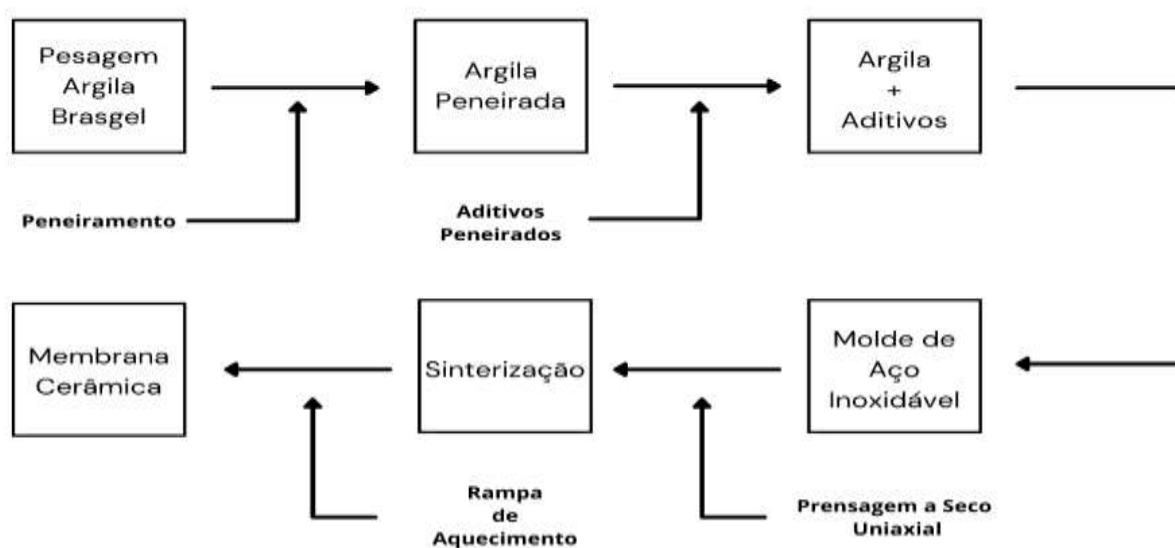 Pesagem
Argila
Brasgel
Argila
Peneirada
Argila
+
Aditivos
Peneiramento
Aditivos
Peneirados
Membrana
Cerâmica
Sinterização
Molde de
Aço
Inoxidável
Rampa
de
Aquecimento
Prensagem a Seco
Uniaxial